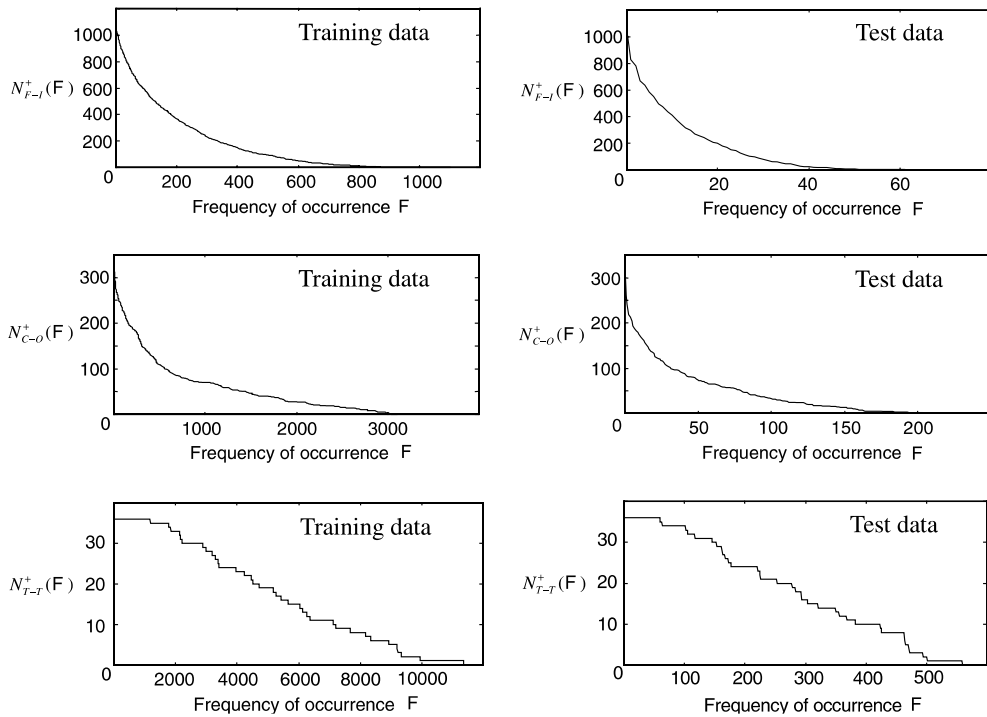 Training data
1000
800
N⁺F−I(F)
600
400
200
0
200
400
600
800
1000
Frequency of occurrence F
Test data
1000
800
N⁺F−I(F)
600
400
200
0
20
40
60
Frequency of occurrence F
Training data
300
N⁺C−O(F)
200
100
0
1000
2000
3000
Frequency of occurrence F
Test data
300
N⁺C−O(F)
200
100
0
50
100
150
200
Frequency of occurrence F
Training data
30
N⁺T−T(F)
20
10
0
2000
4000
6000
8000
10000
Frequency of occurrence F
Test data
30
N⁺T−T(F)
20
10
0
100
200
300
400
500
Frequency of occurrence F